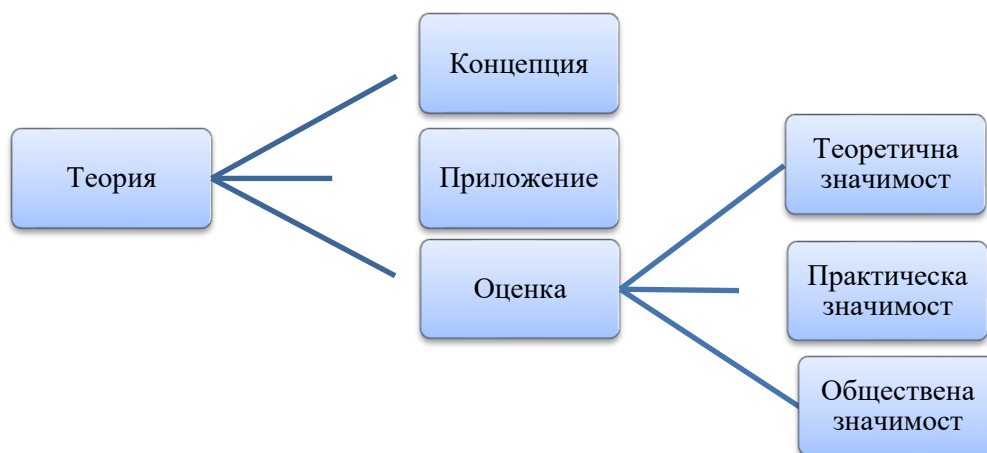 Теория
Концепция
Приложение
Оценка
Теоретична
значимост
Практическа
значимост
Обществена
значимост